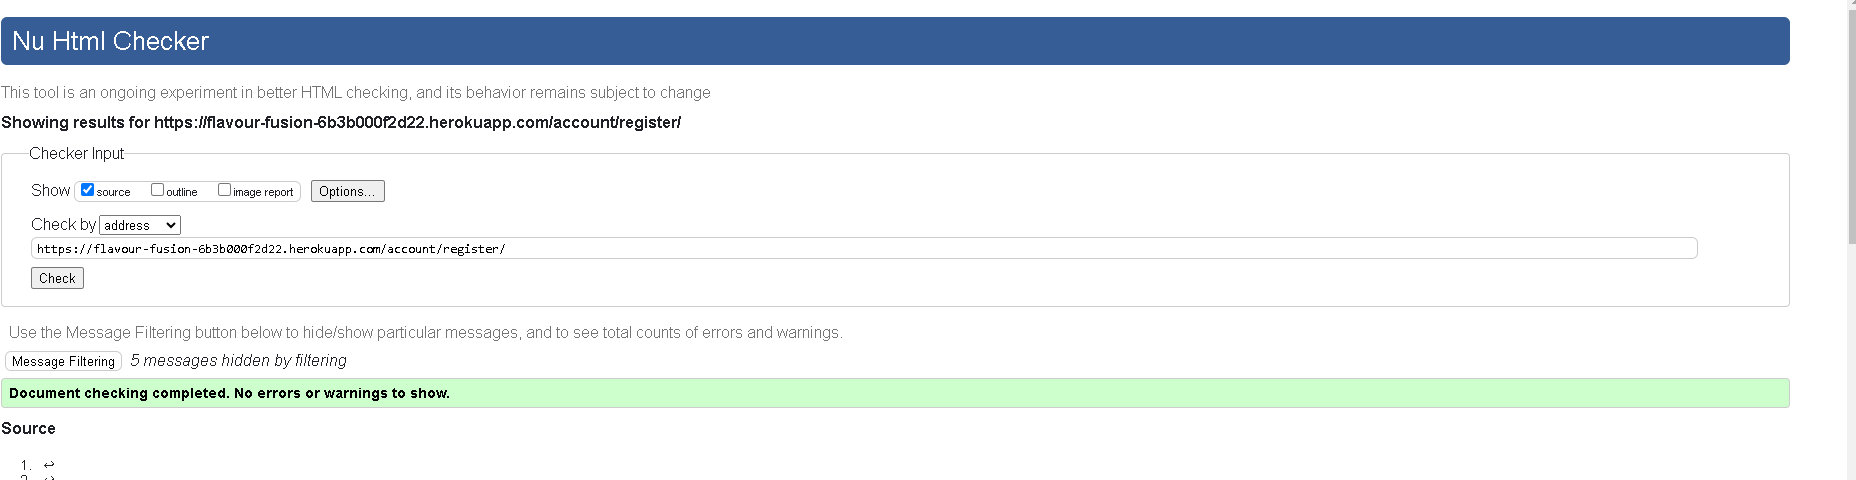 Nu Html Checker
This tool is an ongoing experiment in better HTML checking, and its behavior remains subject to change
Showing results for https://flavour-fusion-6b3b000f2d22.herokuapp.com/account/register/
Checker Input
Show source outline image report Options...
Check by address
https://flavour-fusion-6b3b000f2d22.herokuapp.com/account/register/
Check
Use the Message Filtering button below to hide/show particular messages, and to see total counts of errors and warnings.
Message Filtering 5 messages hidden by filtering
Document checking completed. No errors or warnings to show.
Source
1. ↩
2. ↩